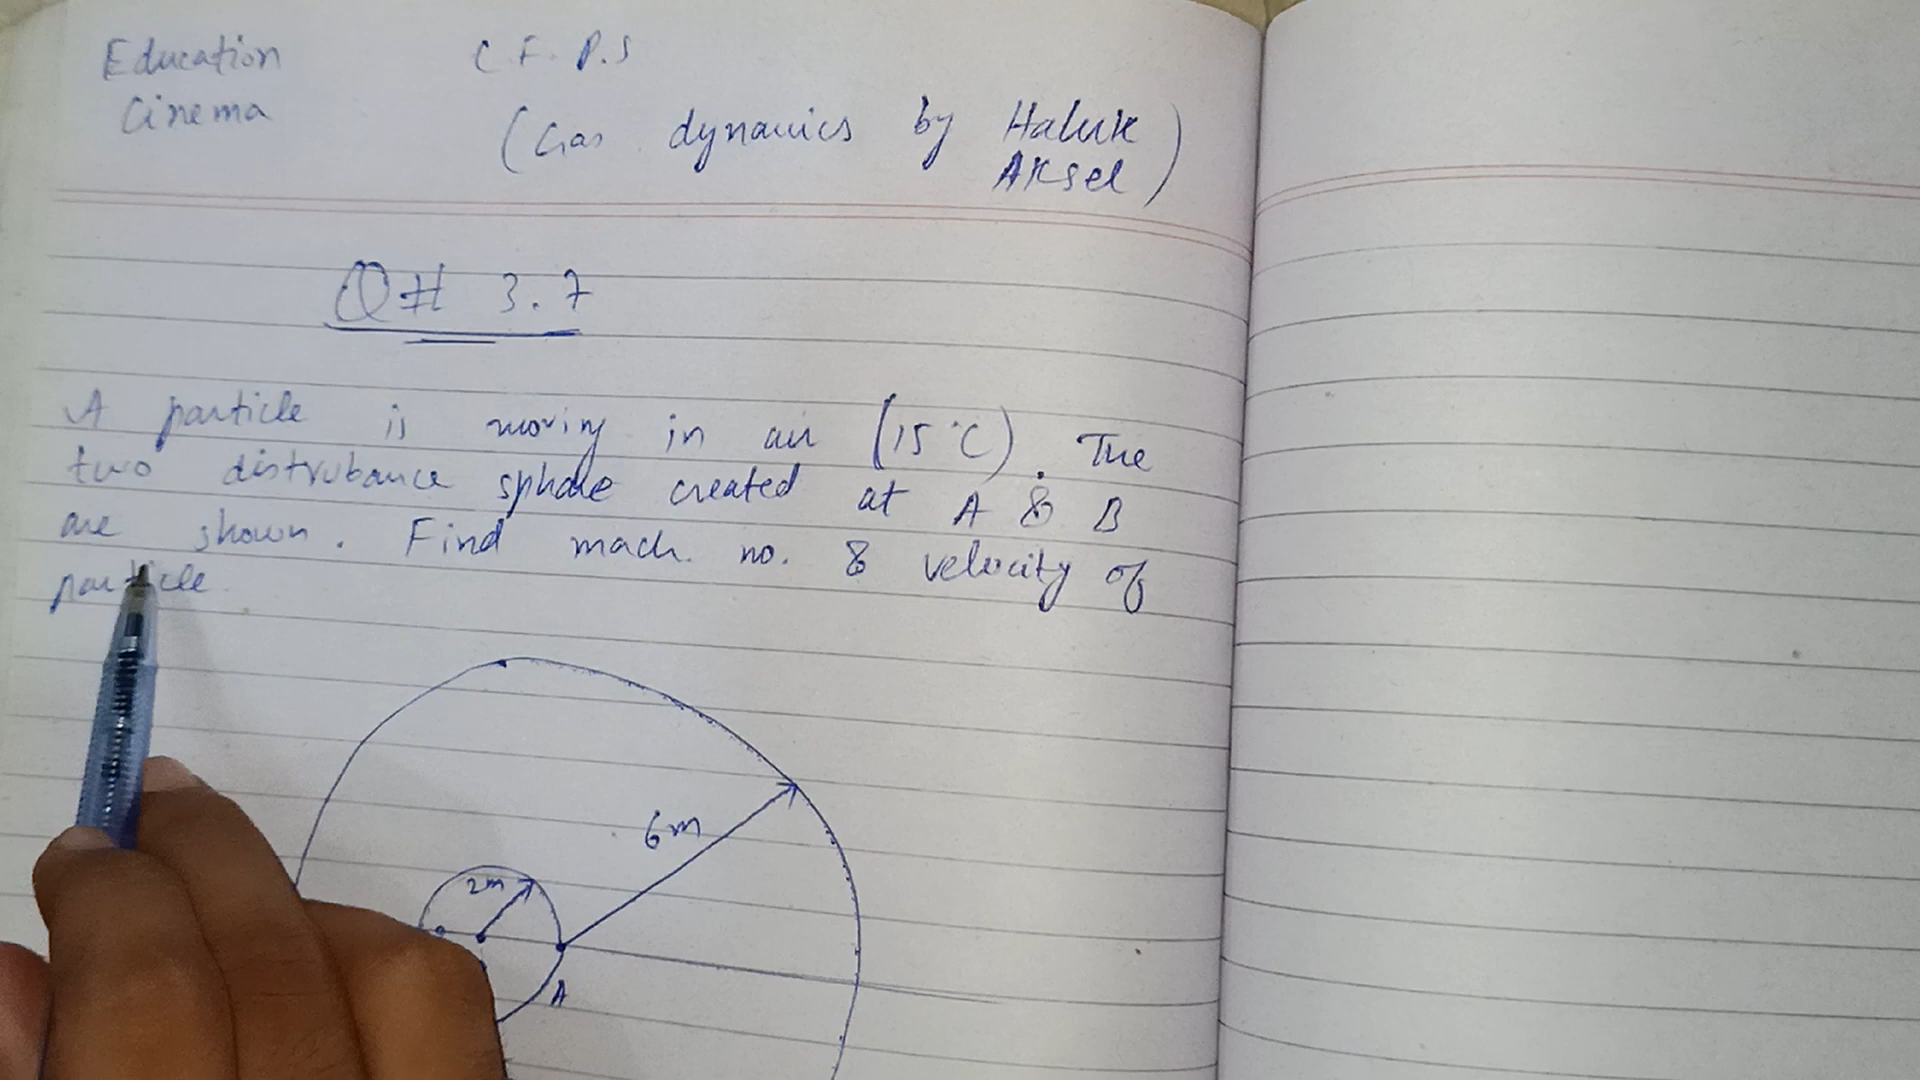 Education C.F.P.S
Cinema (Gas dynamics by Haluk
Aksel)
Q# 3.7
A particle is moving in air (15°C). The
two distrubance sphare created at A & B
are shown. Find mach. no. & velocity of
particle
6m
2m
A